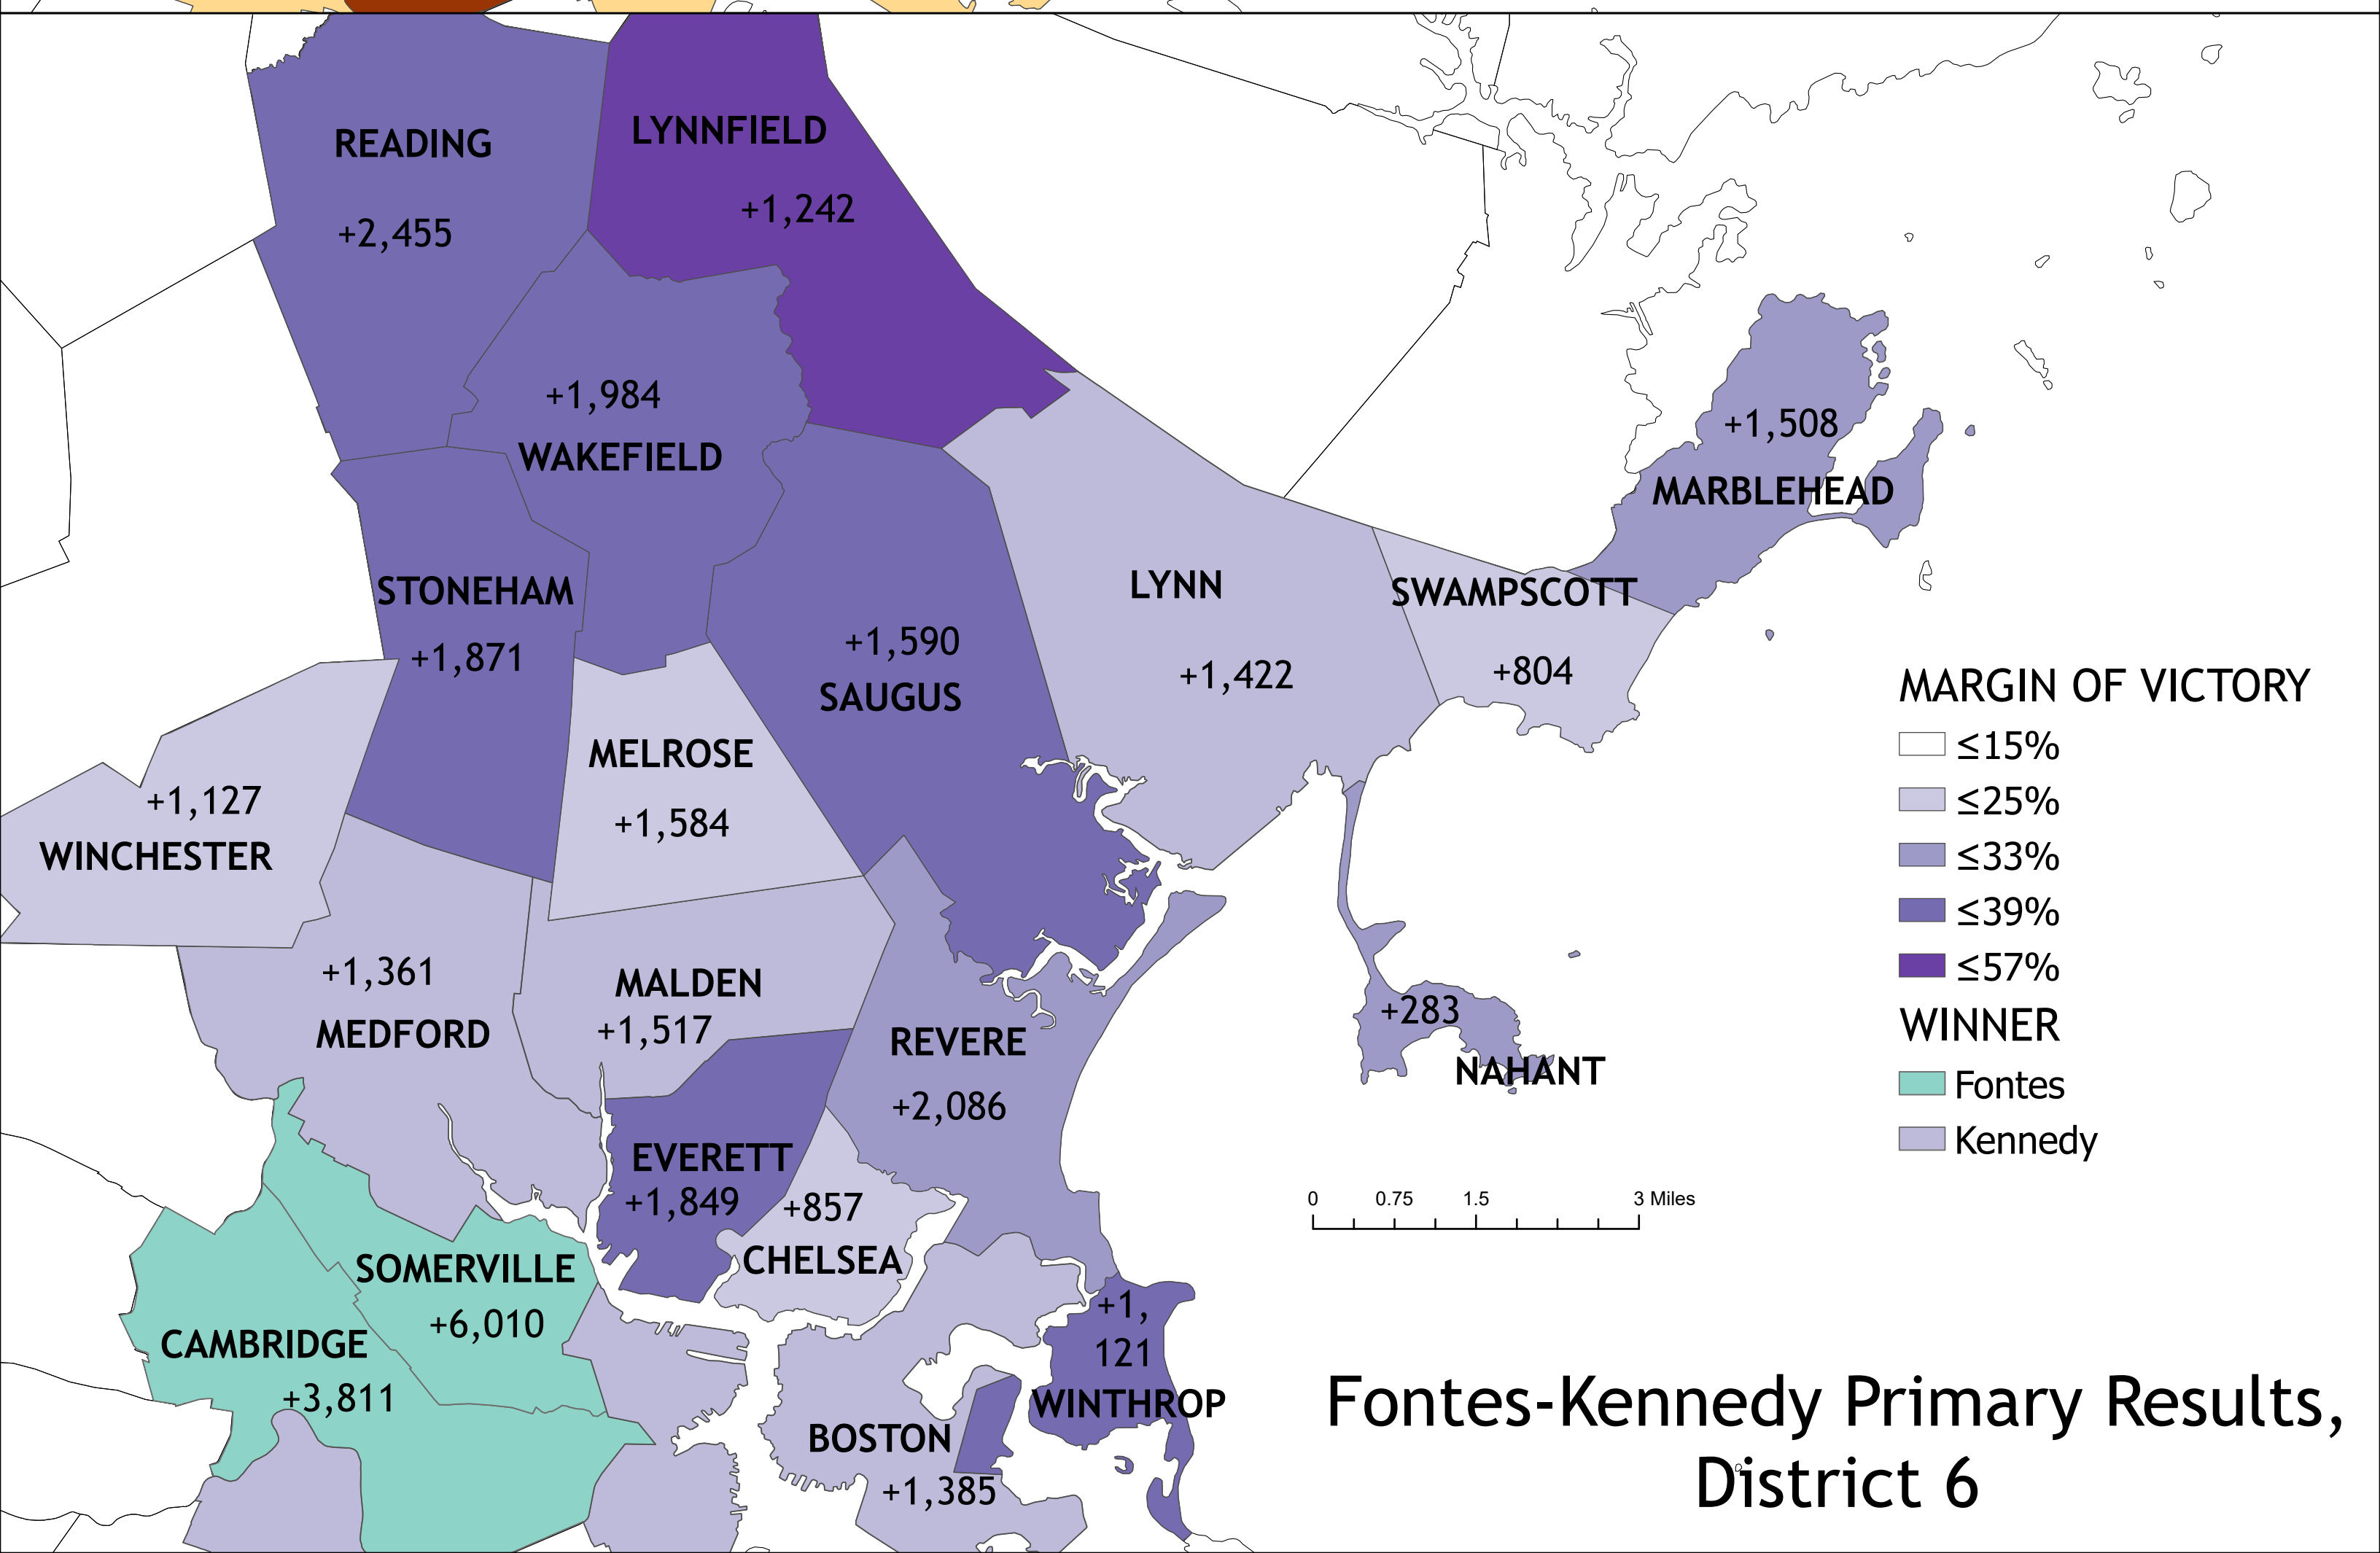 READING
+2,455
LYNNFIELD
+1,242
+1,984
WAKEFIELD
+1,508
MARBLEHEAD
STONEHAM
+1,871
+1,590
SAUGUS
LYNN
+1,422
SWAMPSCOTT
+804
MELROSE
+1,584
+1,127
WINCHESTER
+1,361
MEDFORD
MALDEN
+1,517
REVERE
+2,086
+283
NAHANT
EVERETT
+1,849
+857
CHELSEA
SOMERVILLE
+6,010
CAMBRIDGE
+3,811
+1,
121
WINTHROP
BOSTON
+1,385
MARGIN OF VICTORY
≤15%
≤25%
≤33%
≤39%
≤57%
WINNER
Fontes
Kennedy
0 0.75 1.5 3 Miles
Fontes-Kennedy Primary Results,
District 6